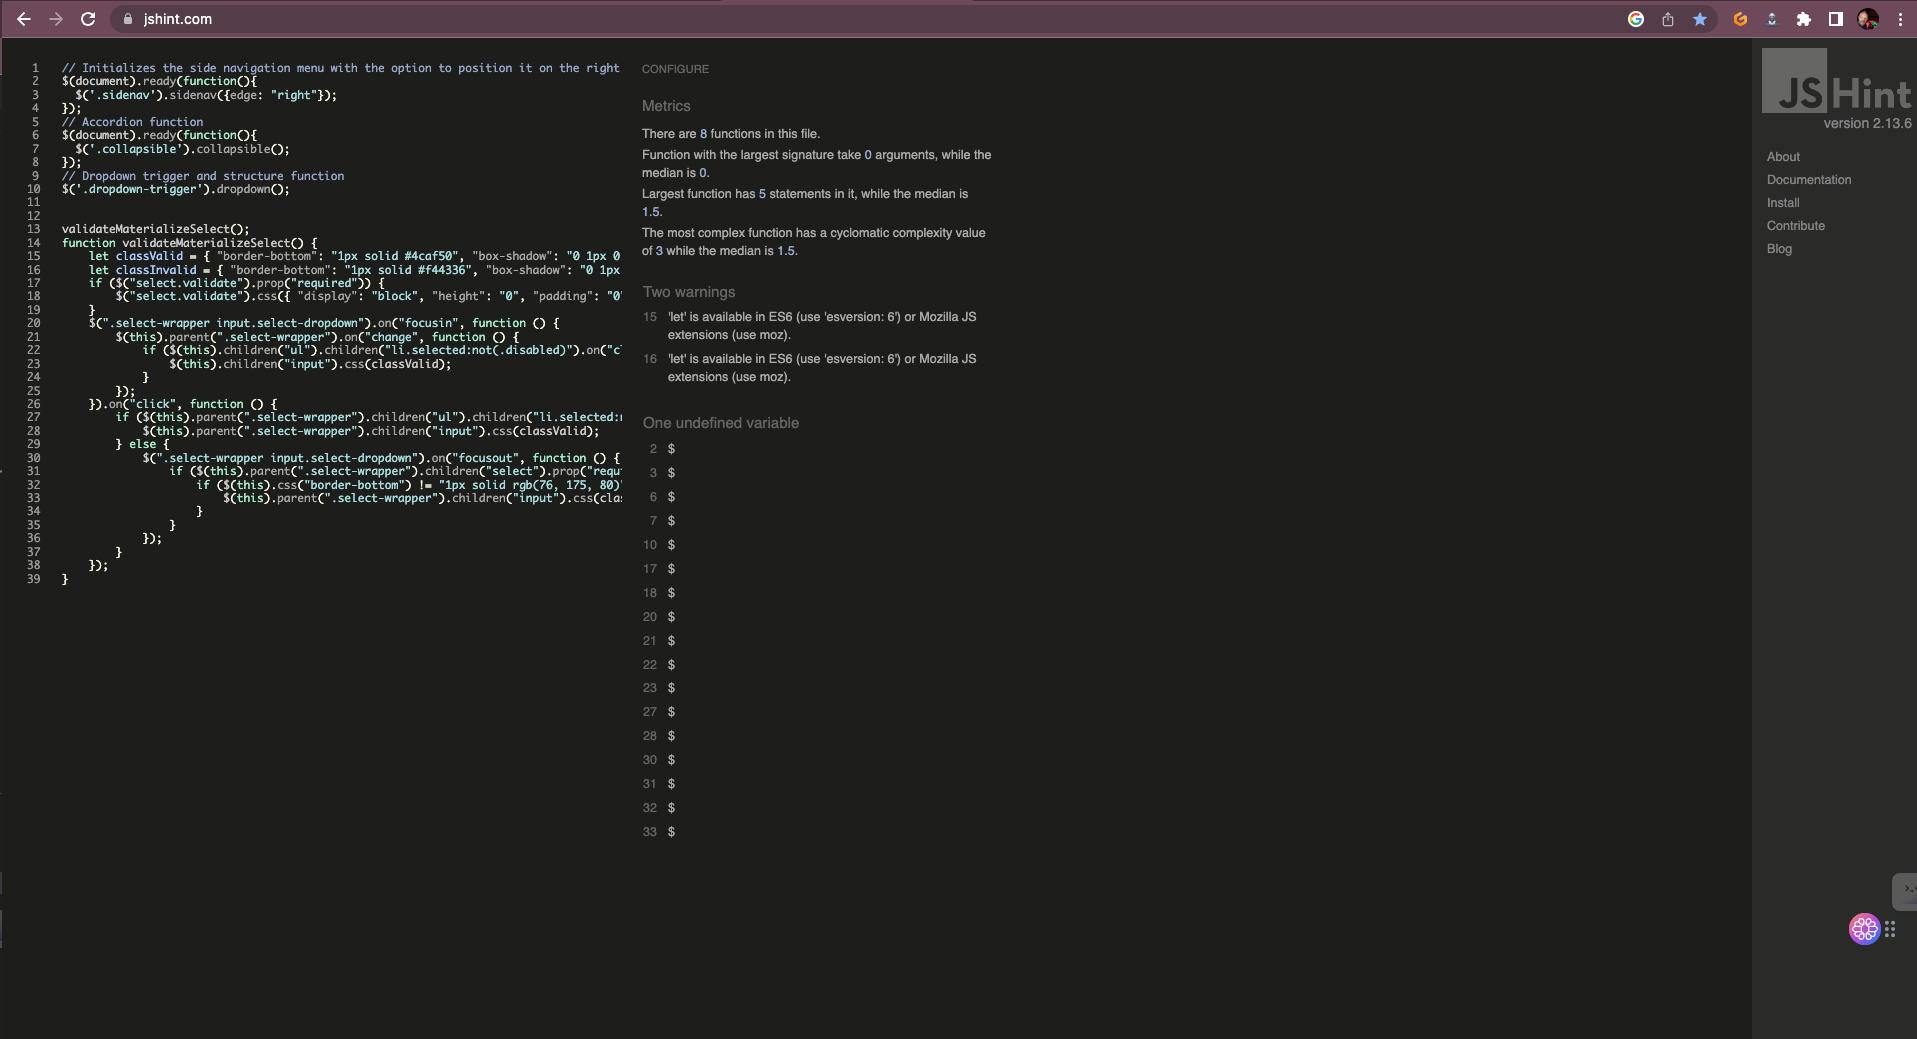 jshint.com
1 // Initializes the side navigation menu with the option to position it on the right
2 $(document).ready(function(){
3 $('.sidenav').sidenav({edge: "right"});
4 });
5 // Accordion function
6 $(document).ready(function(){
7 $('.collapsible').collapsible();
8 });
9 // Dropdown trigger and structure function
10 $('.dropdown-trigger').dropdown();
11
12
13 validateMaterializeSelect();
14 function validateMaterializeSelect() {
15 let classValid = { "border-bottom": "1px solid #4caf50", "box-shadow": "0 1px 0
16 let classInvalid = { "border-bottom": "1px solid #f44336", "box-shadow": "0 1px
17 if ($("select.validate").prop("required")) {
18 $("select.validate").css({ "display": "block", "height": "0", "padding": "0"
19 }
20 $(".select-wrapper input.select-dropdown").on("focusin", function () {
21 $(this).parent(".select-wrapper").on("change", function () {
22 if ($(this).children("ul").children("li.selected:not(.disabled)").on("cl
23 $(this).children("input").css(classValid);
24 }
25 });
26 }).on("click", function () {
27 if ($(this).parent(".select-wrapper").children("ul").children("li.selected:n
28 $(this).parent(".select-wrapper").children("input").css(classValid);
29 } else {
30 $(".select-wrapper input.select-dropdown").on("focusout", function () {
31 if ($(this).parent(".select-wrapper").children("select").prop("requ
32 if ($(this).css("border-bottom") != "1px solid rgb(76, 175, 80)"
33 $(this).parent(".select-wrapper").children("input").css(clas
34 }
35 }
36 });
37 }
38 });
39 }
CONFIGURE
Metrics
There are 8 functions in this file.
Function with the largest signature take 0 arguments, while the
median is 0.
Largest function has 5 statements in it, while the median is
1.5.
The most complex function has a cyclomatic complexity value
of 3 while the median is 1.5.
Two warnings
15 'let' is available in ES6 (use 'esversion: 6') or Mozilla JS
extensions (use moz).
16 'let' is available in ES6 (use 'esversion: 6') or Mozilla JS
extensions (use moz).
One undefined variable
2 $
3 $
6 $
7 $
10 $
17 $
18 $
20 $
21 $
22 $
23 $
27 $
28 $
30 $
31 $
32 $
33 $
JSHint
version 2.13.6
About
Documentation
Install
Contribute
Blog